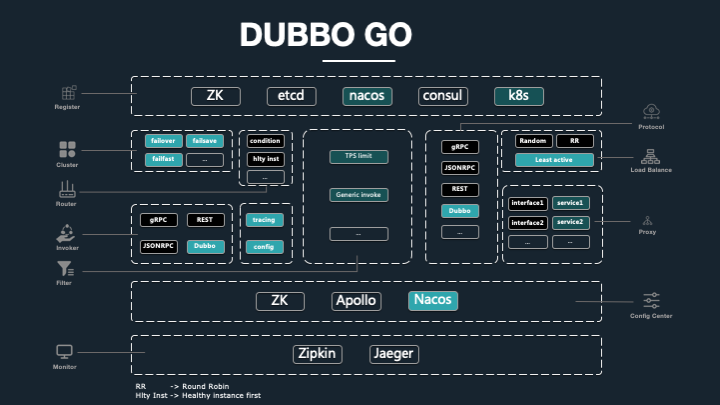 DUBBO GO
ZK
etcd
nacos
consul
k8s
Register
Protocol
failover
failsave
failfast
...
Cluster
condition
hlty inst
...
Router
TPS limit
Generic invoke
...
gRPC
JSONRPC
REST
Dubbo
...
Random
RR
Least active
Load Balance
interface1
service1
interface2
service2
...
...
Proxy
gRPC
REST
JSONRPC
Dubbo
Invoker
tracing
config
Filter
ZK
Apollo
Nacos
Config Center
Zipkin
Jaeger
Monitor
RR -> Round Robin
Hlty Inst -> Healthy instance first